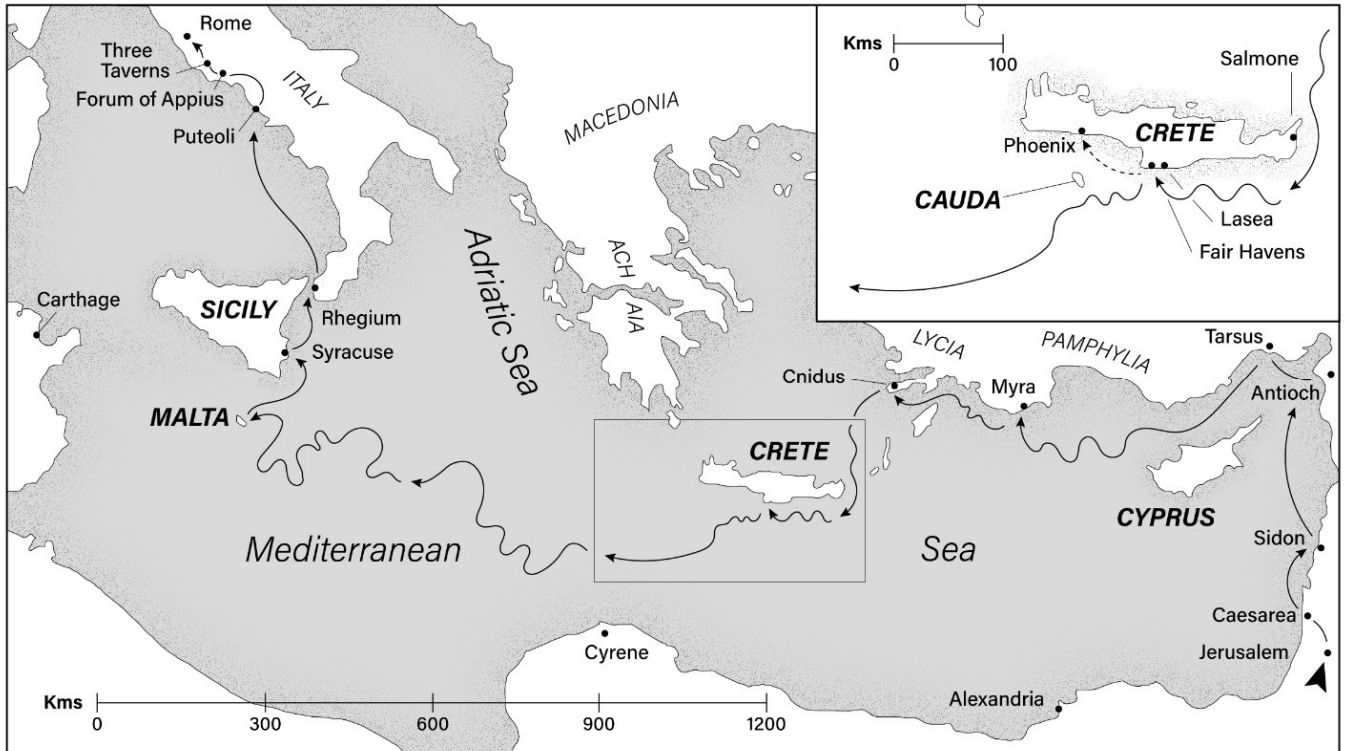 Rome
Three
Taverns
Forum of Appius
Puteoli
ITALY
MACEDONIA
Adriatic Sea
ACH
AIA
Carthage
SICILY
Rhegium
Syracuse
MALTA
Mediterranean
Sea
CRETE
Cnidus
LYCIA
PAMPHYLIA
Myra
Tarsus
Antioch
CYPRUS
Sidon
Caesarea
Jerusalem
Alexandria
Cyrene
Kms
0 300 600 900 1200
Kms
0 100
Salmone
CRETE
Phoenix
CAUDA
Lasea
Fair Havens